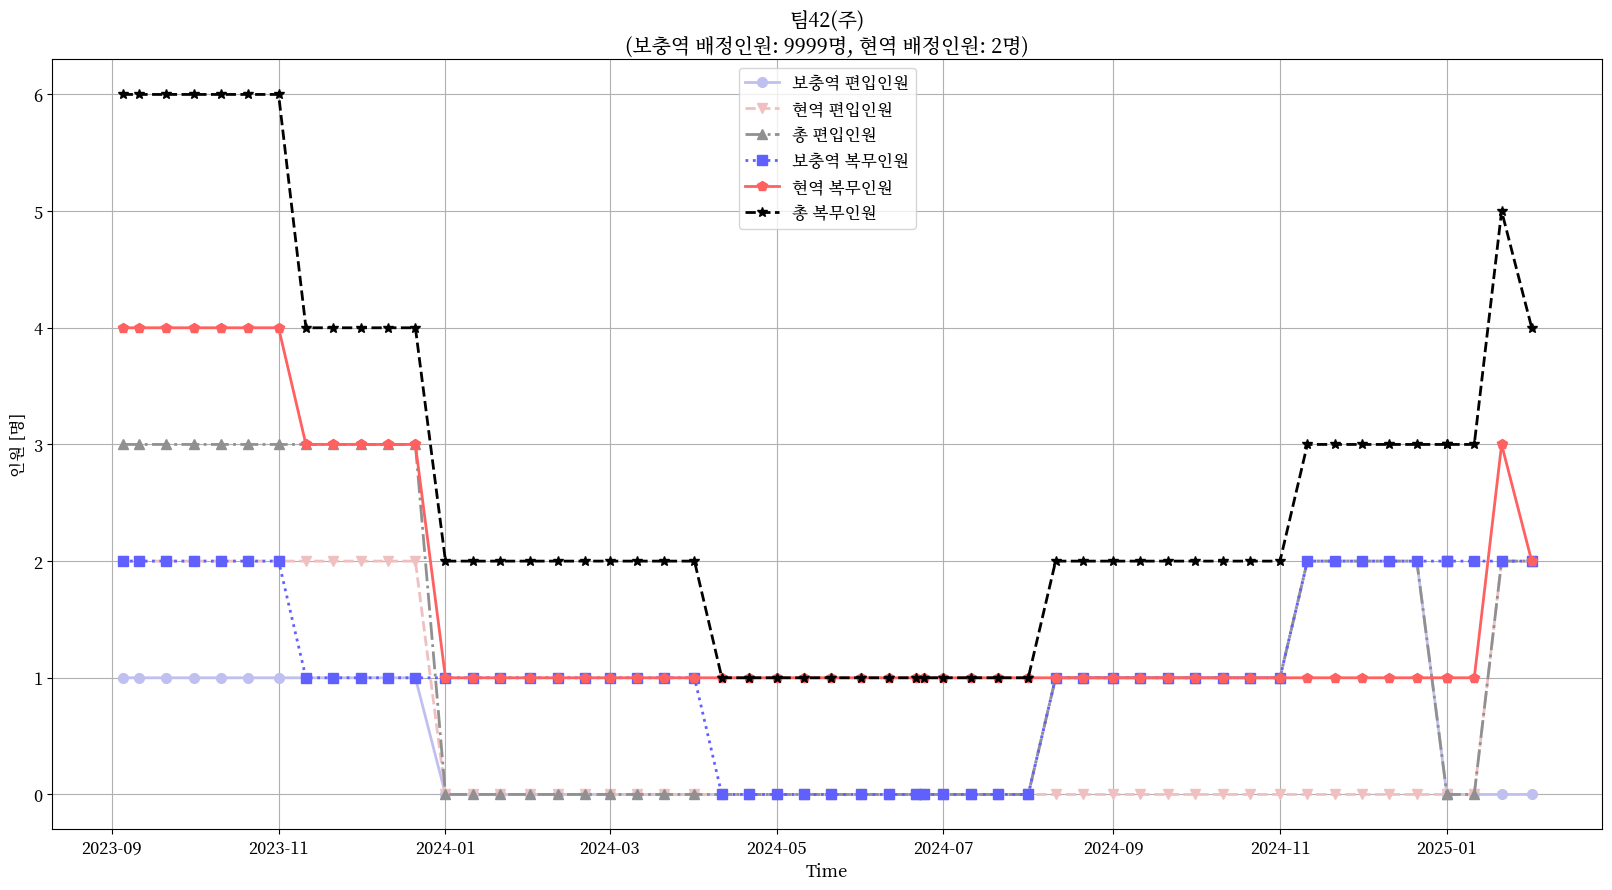 팀42(주)
(보충역 배정인원: 9999명, 현역 배정인원: 2명)
보충역 편입인원
현역 편입인원
총 편입인원
보충역 복무인원
현역 복무인원
총 복무인원
인원 [명]
6
5
4
3
2
1
0
2023-09 2023-11 2024-01 2024-03 2024-05 2024-07 2024-09 2024-11 2025-01
Time